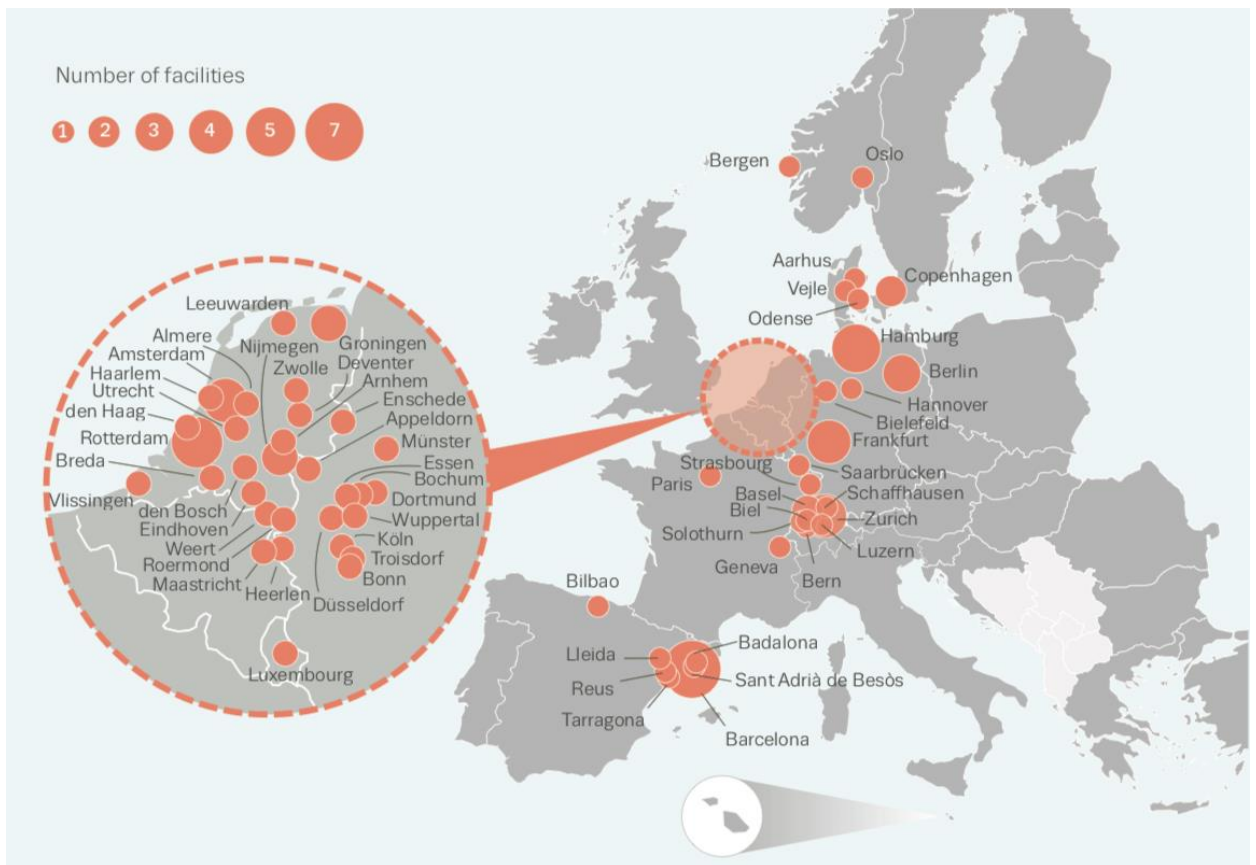 Number of facilities
1 2 3 4 5 7
Bergen
Oslo
Aarhus
Copenhagen
Vejle
Odense
Hamburg
Berlin
Hannover
Bielefeld
Frankfurt
Strasbourg
Saarbrücken
Paris
Basel
Schaffhausen
Biel
Zurich
Solothurn
Luzern
Geneva
Bern
Bilbao
Lleida
Badalona
Reus
Sant Adrià de Besòs
Tarragona
Barcelona
Leeuwarden
Almere
Nijmegen
Groningen
Amsterdam
Zwolle
Deventer
Haarlem
Arnhem
Utrecht
Enschede
den Haag
Appeldorn
Rotterdam
Münster
Breda
Essen
Bochum
Vlissingen
Dortmund
den Bosch
Wuppertal
Eindhoven
Köln
Weert
Troisdorf
Roermond
Bonn
Maastricht
Heerlen
Düsseldorf
Luxembourg